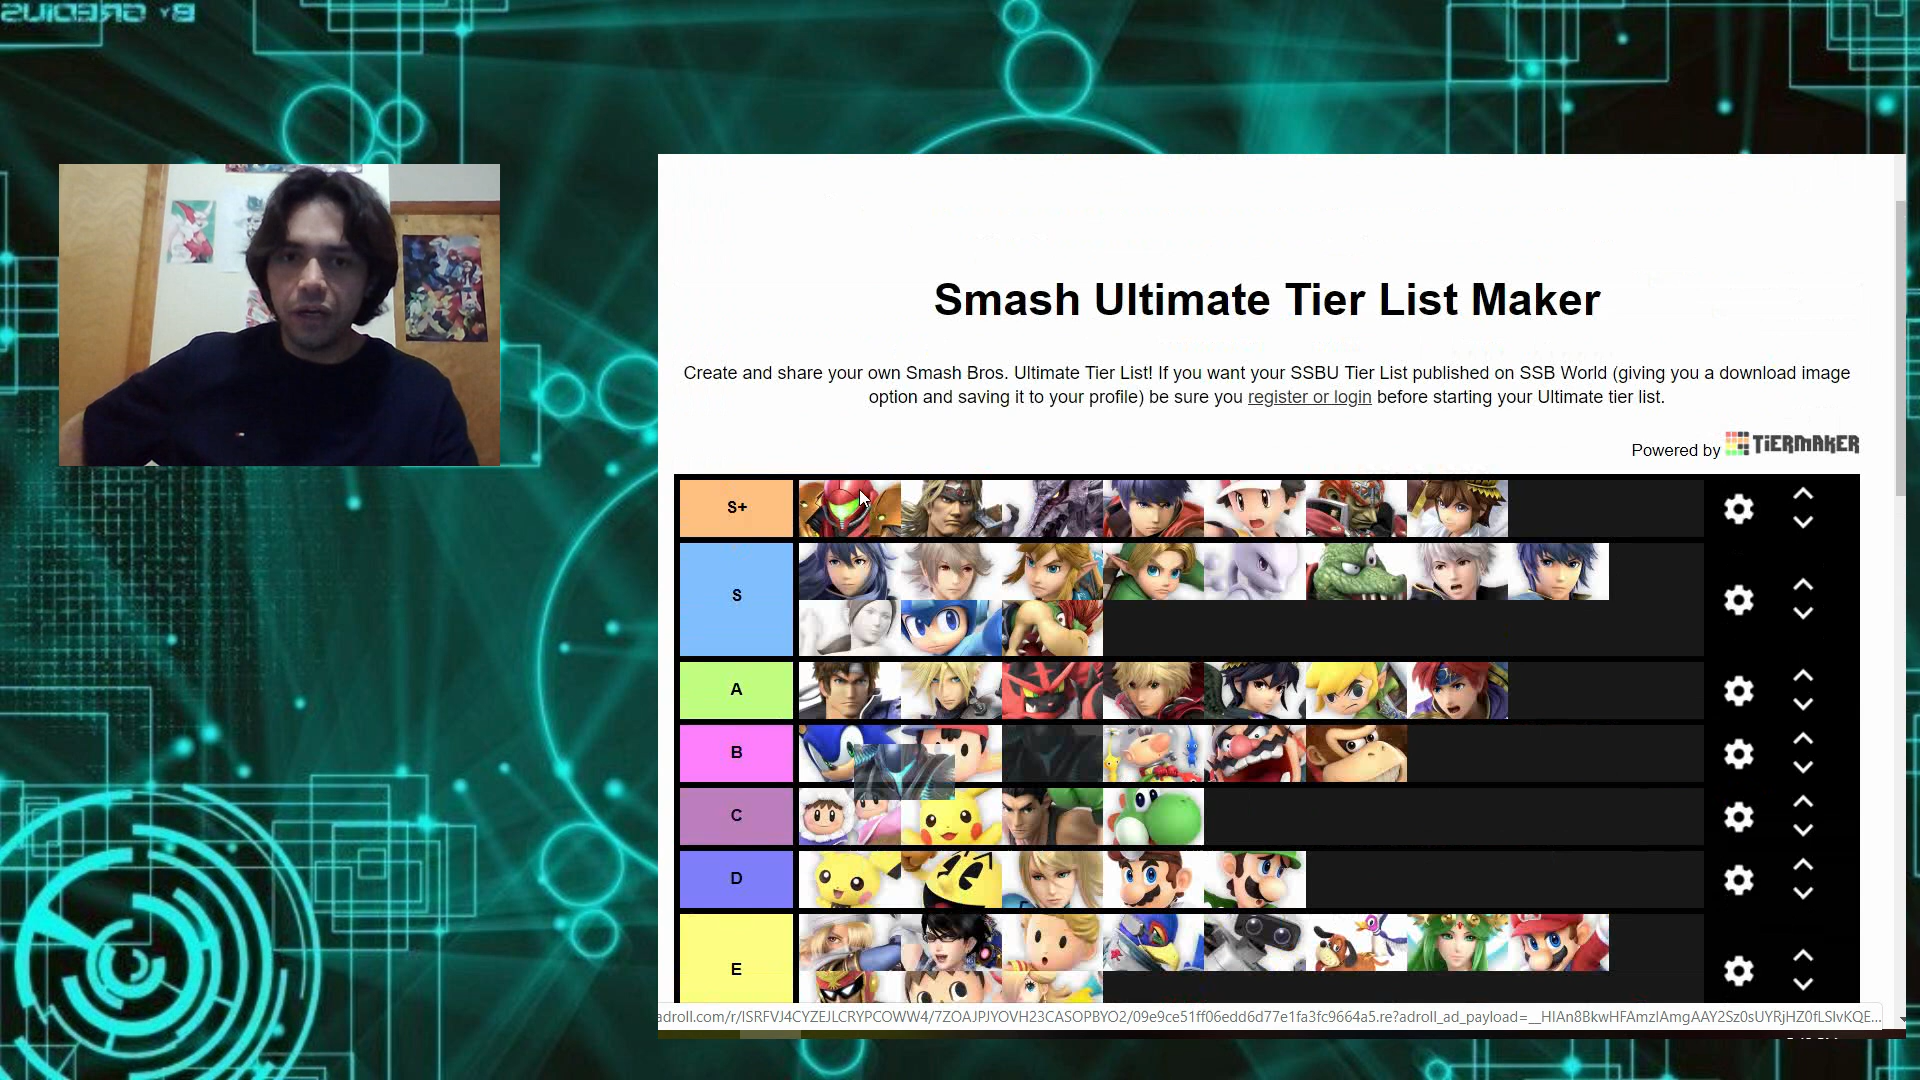 BY GREDIUS
Smash Ultimate Tier List Maker
Create and share your own Smash Bros. Ultimate Tier List! If you want your SSBU Tier List published on SSB World (giving you a download image
option and saving it to your profile) be sure you register or login before starting your Ultimate tier list.
Powered by TiERMAKER
S+
S
A
B
C
D
E
adroll.com/r/ISRFVJ4CYZEJLCRYPCOWW4/7ZOAJPJYOVH23CASOPBYO2/09e9ce51ff06edd6d77e1fa3fc9664a5.re?adroll_ad_payload=__HIAn8BkwHFAmzIAmgAAY2Sz0sUYRjHZ0fLSIvKQE...